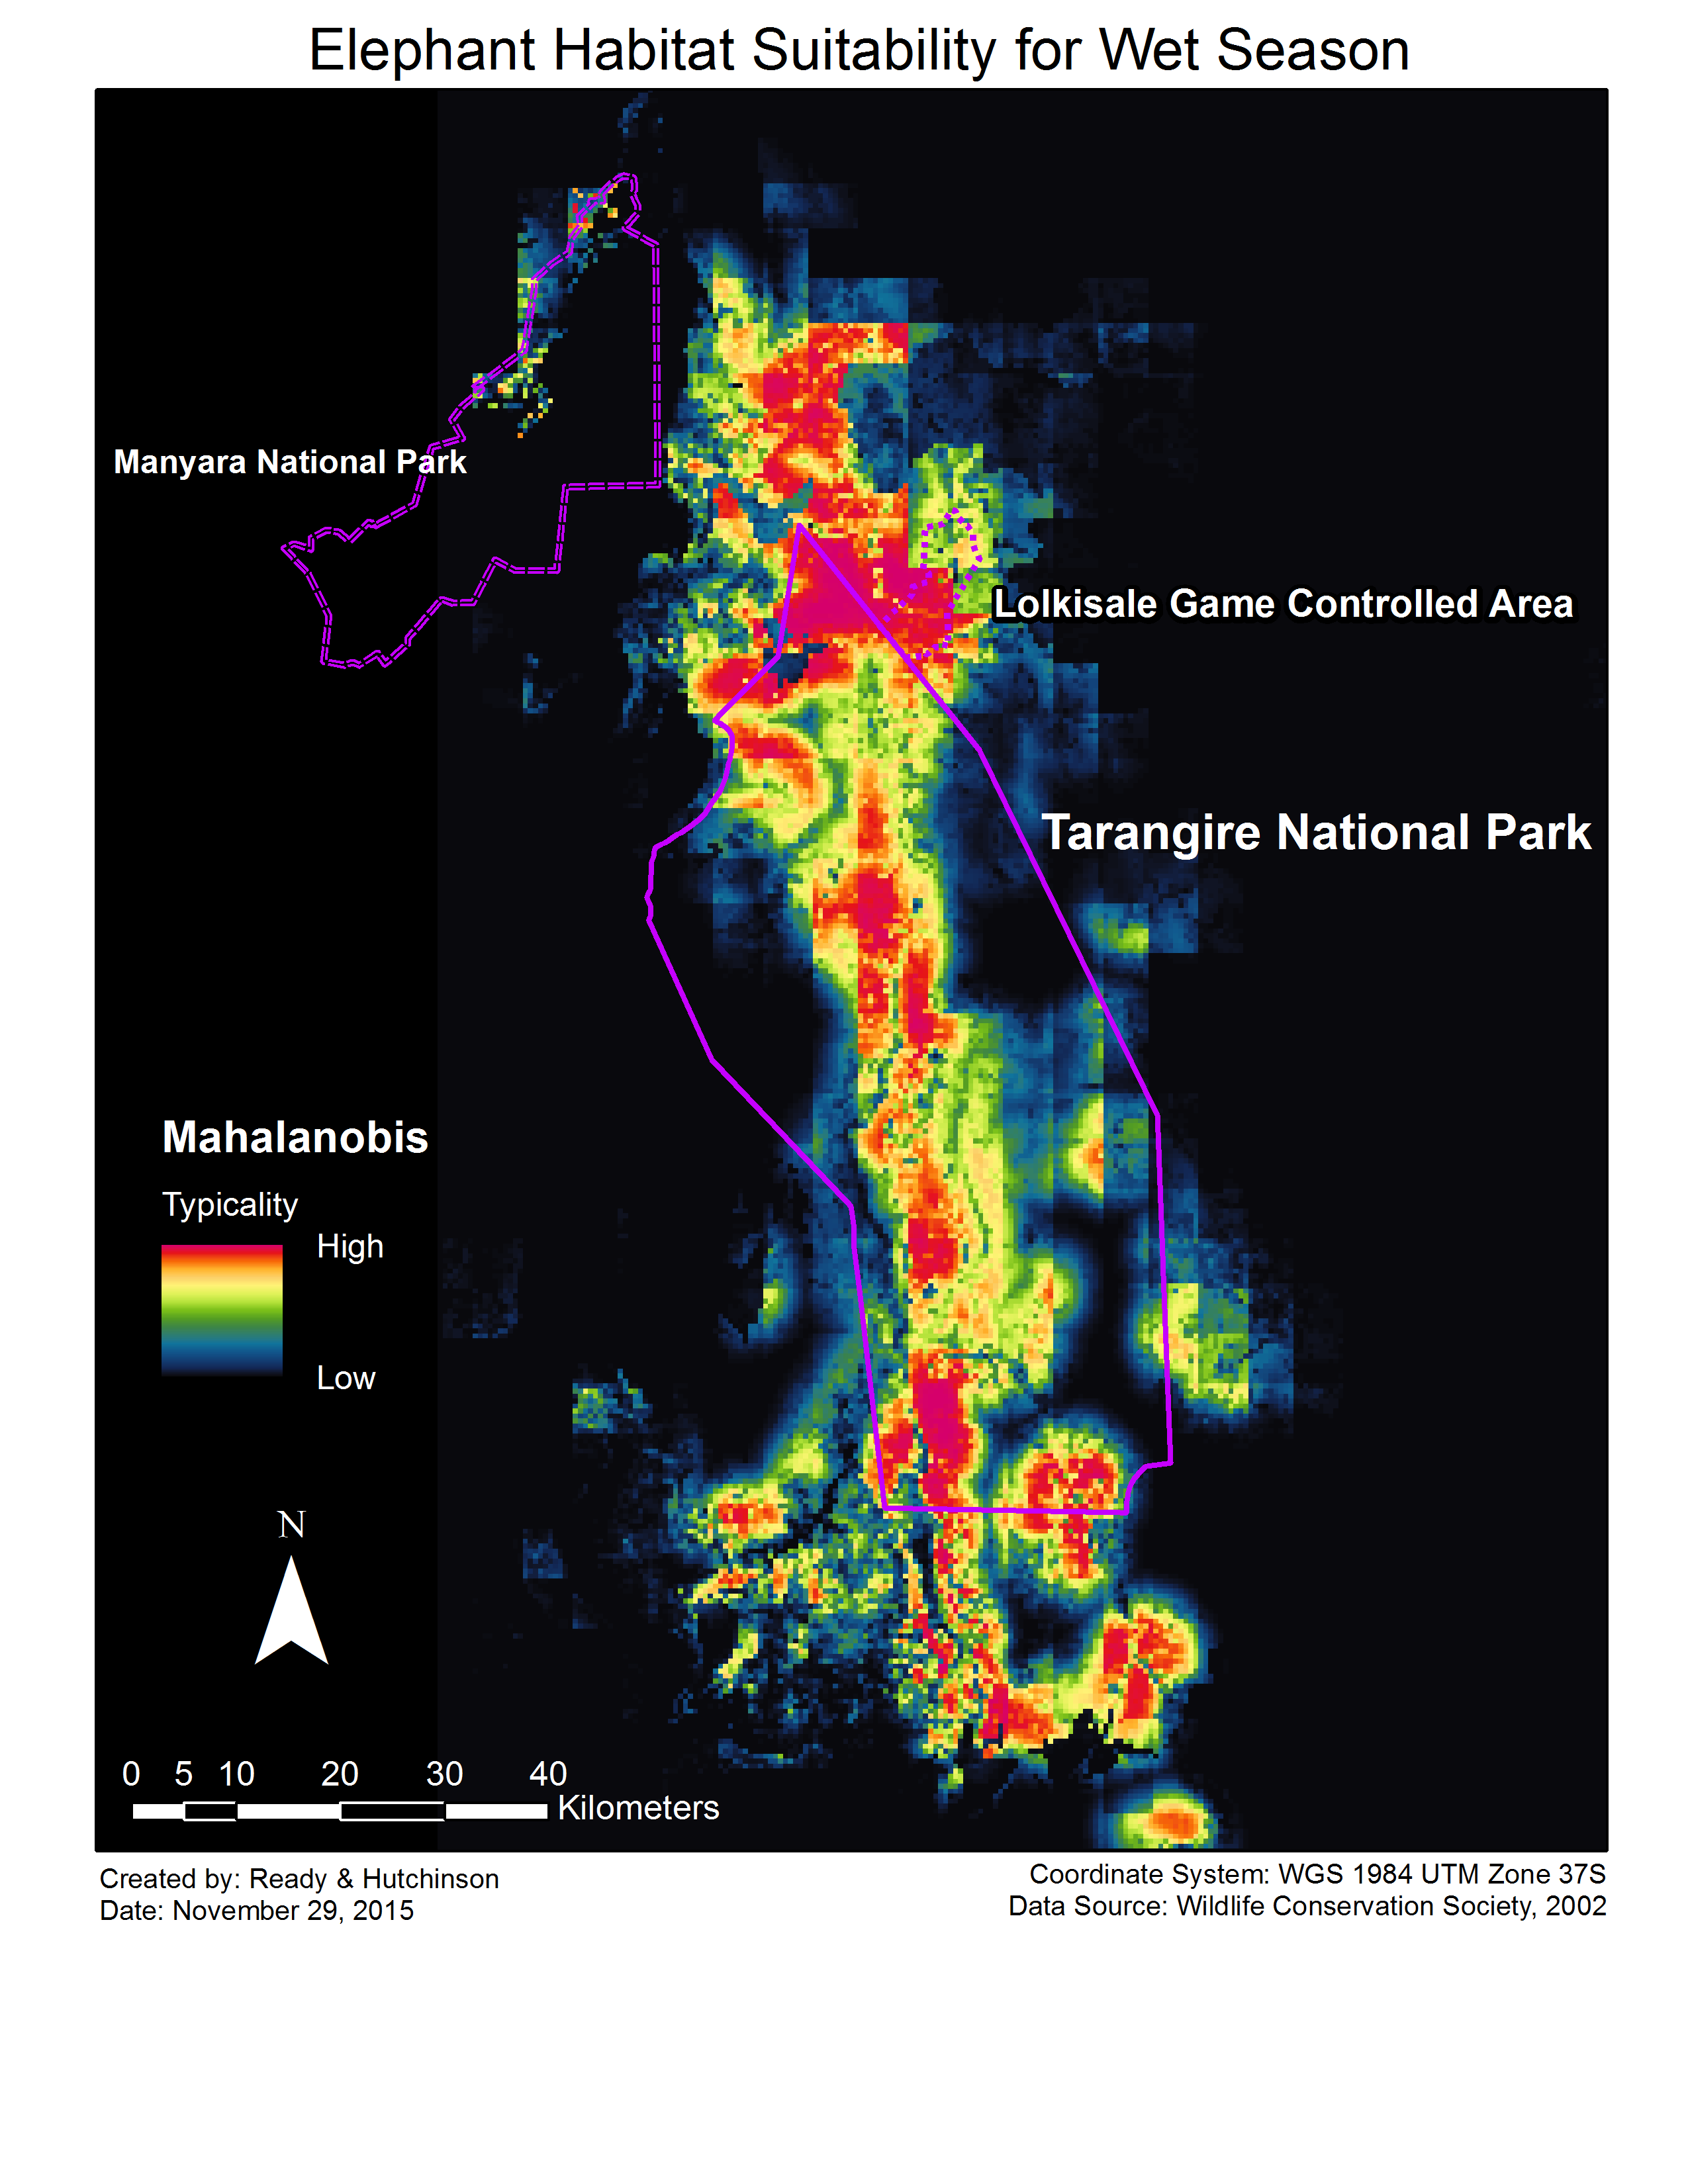 Elephant Habitat Suitability for Wet Season
Manyara National Park
Lolkisale Game Controlled Area
Tarangire National Park
Mahalanobis
Typicality
High
Low
N
0 5 10 20 30 40
Kilometers
Created by: Ready & Hutchinson
Date: November 29, 2015
Coordinate System: WGS 1984 UTM Zone 37S
Data Source: Wildlife Conservation Society, 2002